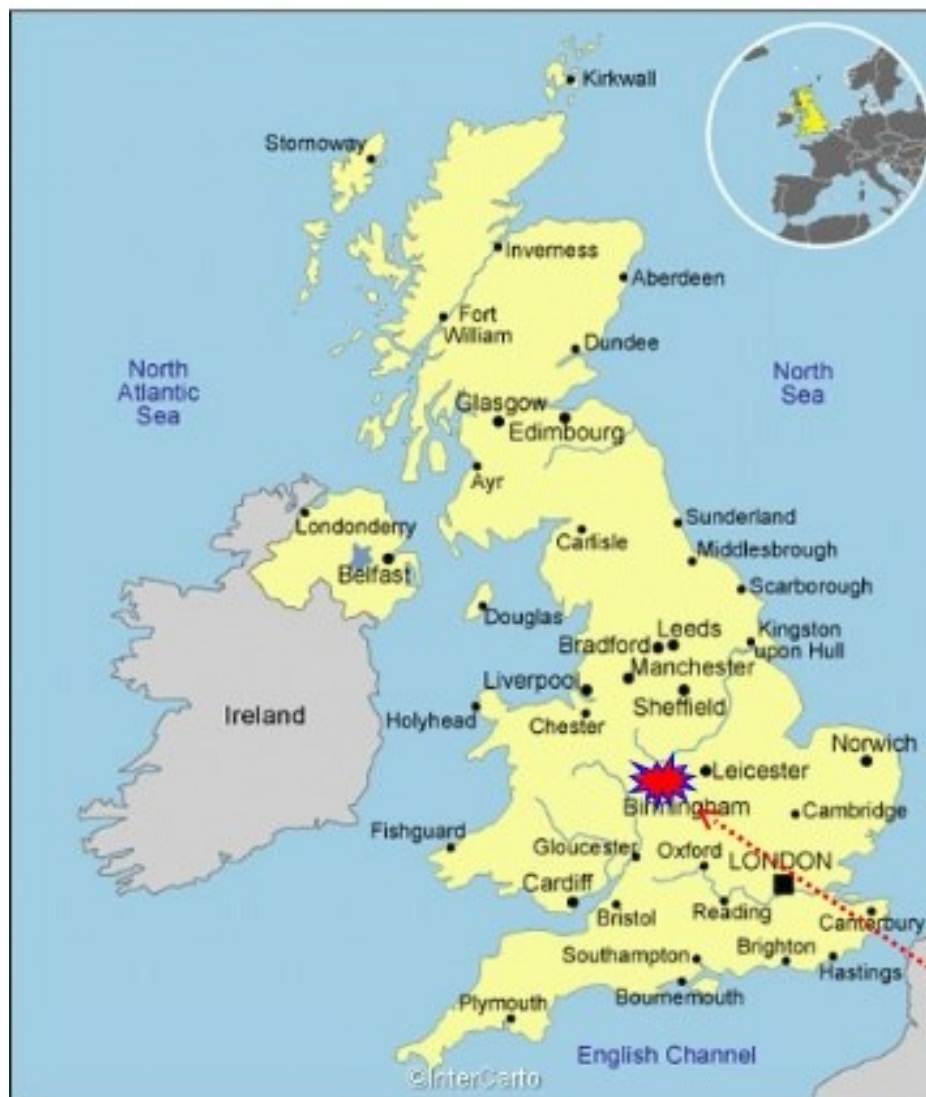 Kirkwall
Stornoway
Inverness
Aberdeen
Fort
William
Dundee
North
Atlantic
Sea
North
Sea
Glasgow
Edimbourg
Ayr
Londonderry
Belfast
Carlisle
Sunderland
Middlesbrough
Scarborough
Douglas
Bradford
Leeds
Kingston
upon Hull
Manchester
Liverpool
Sheffield
Holyhead
Chester
Ireland
Norwich
Leicester
Birmingham
Cambridge
Fishguard
Gloucester
Oxford
LONDON
Cardiff
Bristol
Reading
Canterbury
Southampton
Brighton
Hastings
Bournemouth
Plymouth
English Channel
©InterCarto